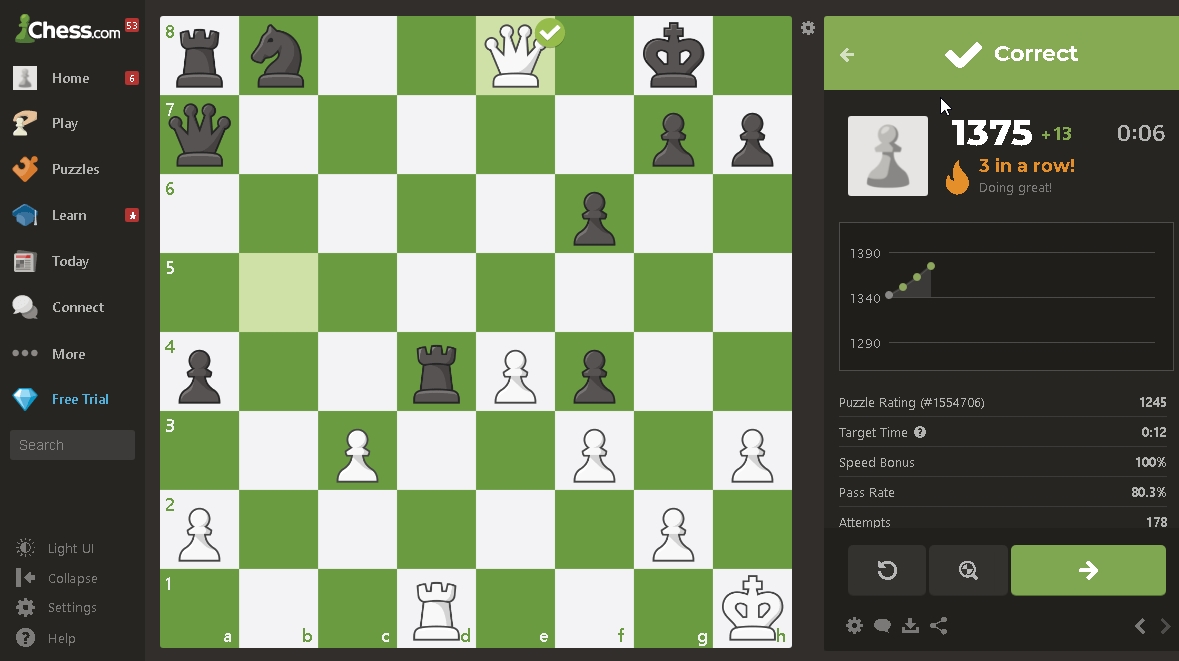 Chess.com 53
Home 6
Play
Puzzles
Learn
Today
Connect
More
Free Trial
Search
Light UI
Collapse
Settings
Help
8
7
6
5
4
3
2
1
a b c d e f g h
Correct
1375 +13 0:06
3 in a row!
Doing great!
1390
1340
1290
Puzzle Rating (#1554706) 1245
Target Time ? 0:12
Speed Bonus 100%
Pass Rate 80.3%
Attempts 178